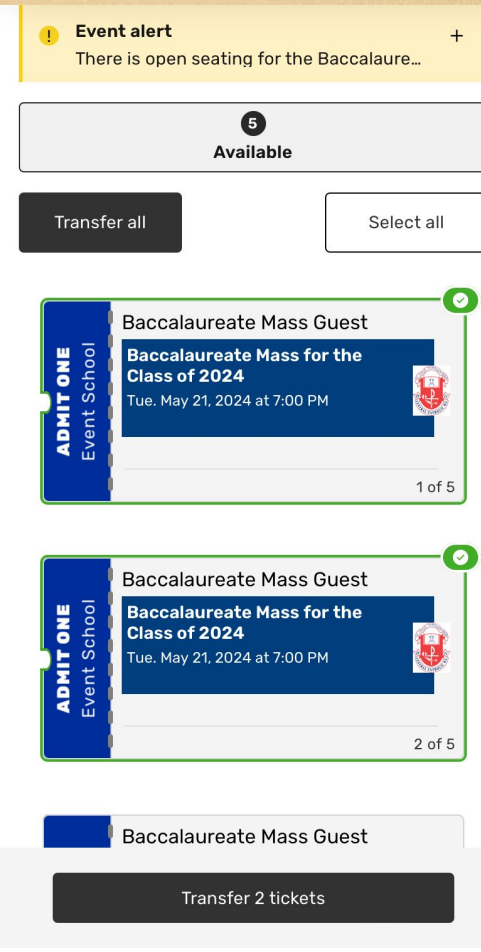 Event alert
There is open seating for the Baccalaure...
5
Available
Transfer all
Select all
ADMIT ONE
Event School
Baccalaureate Mass Guest
Baccalaureate Mass for the
Class of 2024
Tue. May 21, 2024 at 7:00 PM
1 of 5
ADMIT ONE
Event School
Baccalaureate Mass Guest
Baccalaureate Mass for the
Class of 2024
Tue. May 21, 2024 at 7:00 PM
2 of 5
Baccalaureate Mass Guest
Transfer 2 tickets